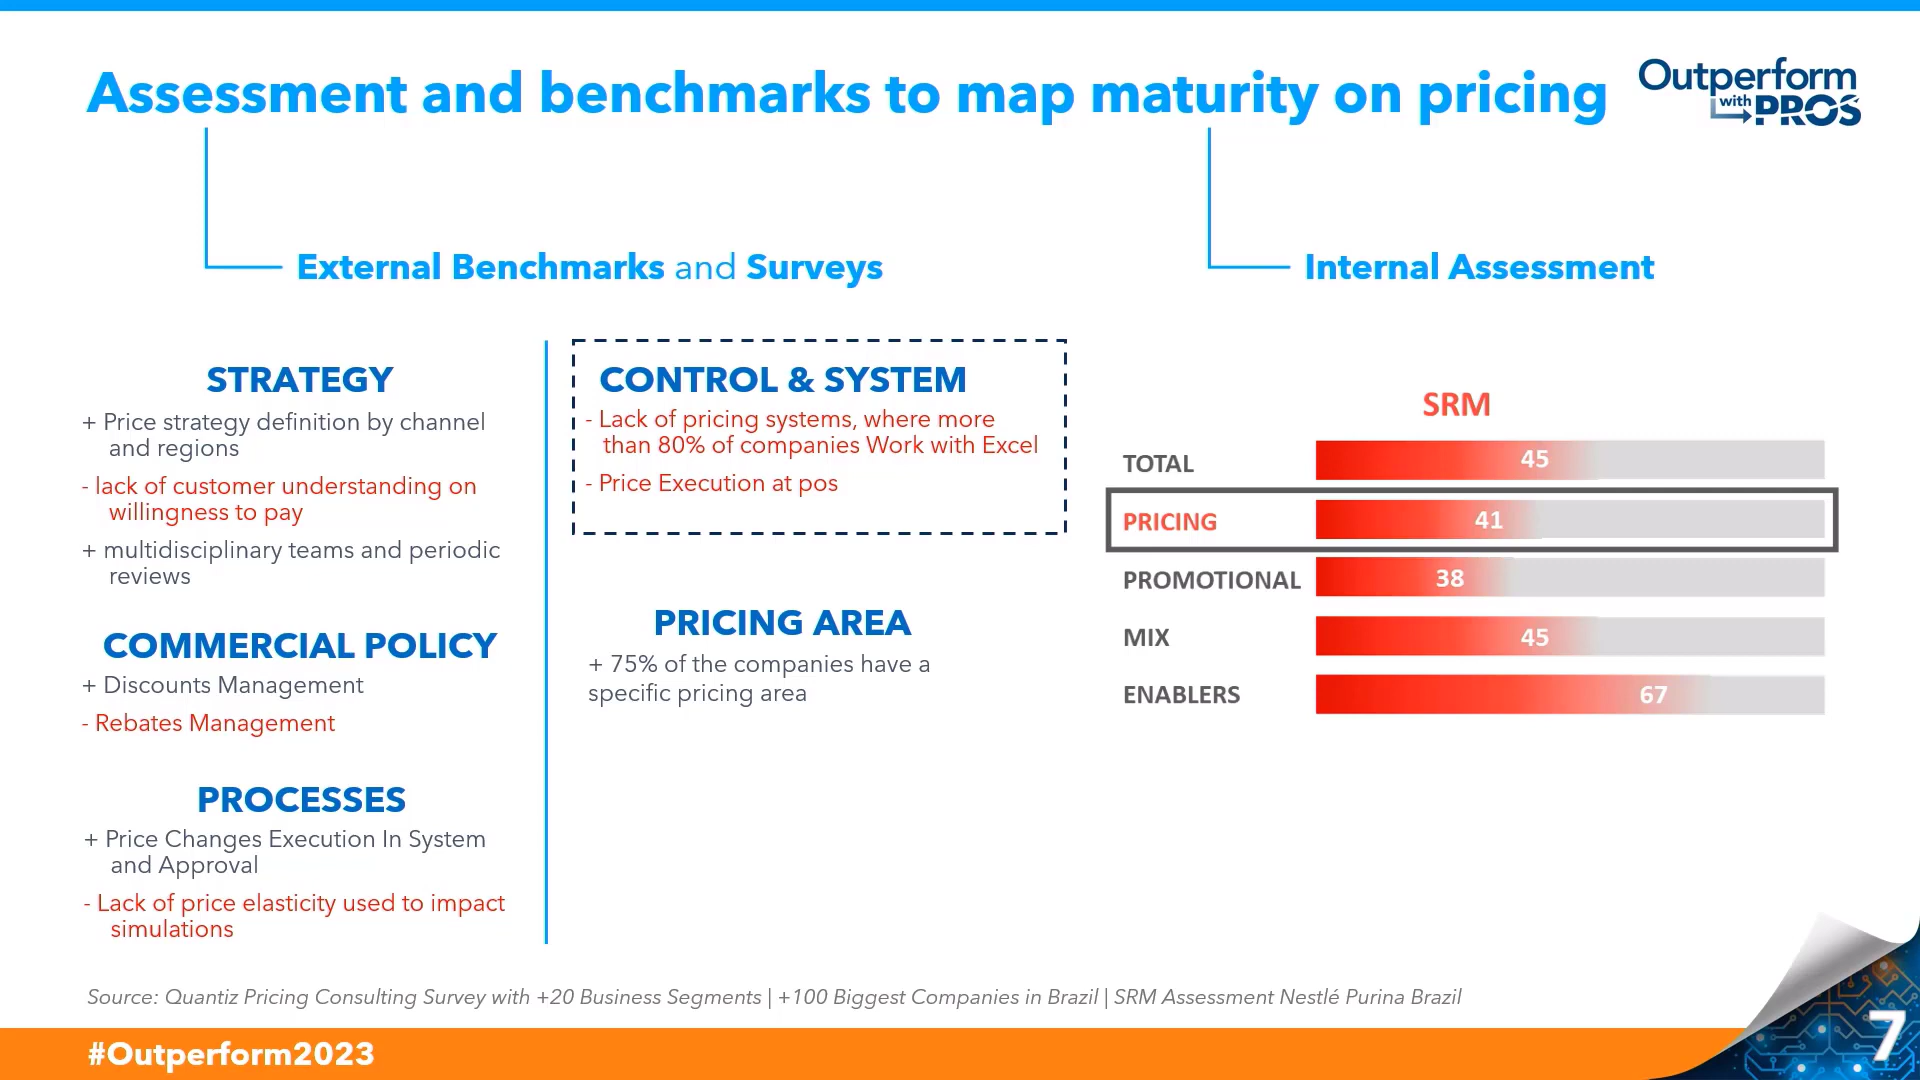 Assessment and benchmarks to map maturity on pricing
Outperform
with PROS
External Benchmarks and Surveys
Internal Assessment
STRATEGY
+ Price strategy definition by channel
and regions
- lack of customer understanding on
willingness to pay
+ multidisciplinary teams and periodic
reviews
COMMERCIAL POLICY
+ Discounts Management
- Rebates Management
PROCESSES
+ Price Changes Execution In System
and Approval
- Lack of price elasticity used to impact
simulations
CONTROL & SYSTEM
- Lack of pricing systems, where more
than 80% of companies Work with Excel
- Price Execution at pos
PRICING AREA
+ 75% of the companies have a
specific pricing area
SRM
TOTAL 45
PRICING 41
PROMOTIONAL 38
MIX 45
ENABLERS 67
Source: Quantiz Pricing Consulting Survey with +20 Business Segments | +100 Biggest Companies in Brazil | SRM Assessment Nestlé Purina Brazil
#Outperform2023
7